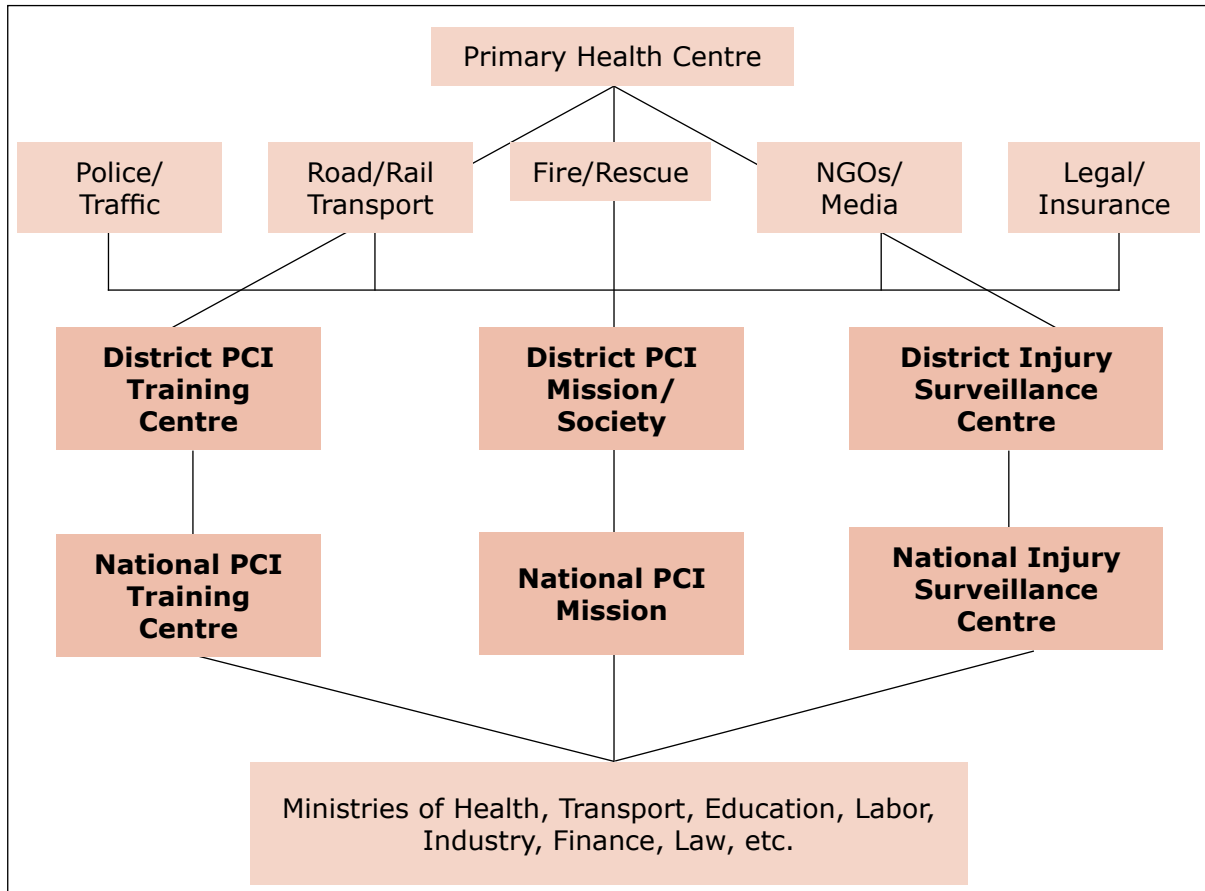 Primary Health Centre
Police/
Traffic
Road/Rail
Transport
Fire/Rescue
NGOs/
Media
Legal/
Insurance
District PCI
Training
Centre
District PCI
Mission/
Society
District Injury
Surveillance
Centre
National PCI
Training
Centre
National PCI
Mission
National Injury
Surveillance
Centre
Ministries of Health, Transport, Education, Labor,
Industry, Finance, Law, etc.